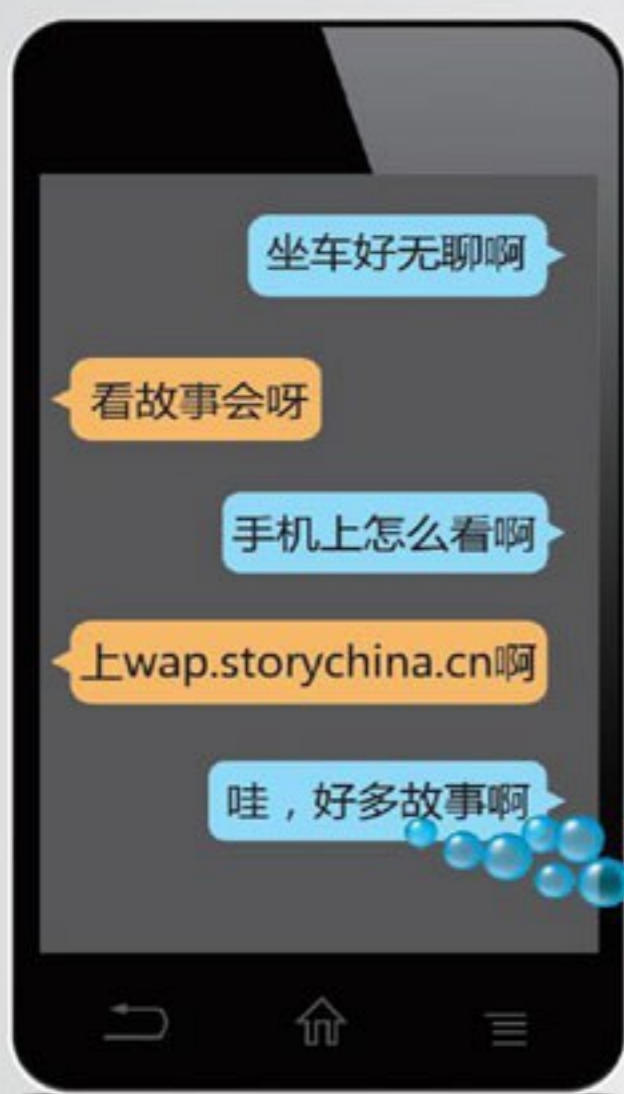 坐车好无聊啊
看故事会呀
手机上怎么看啊
上wap.storychina.cn啊
哇，好多故事啊